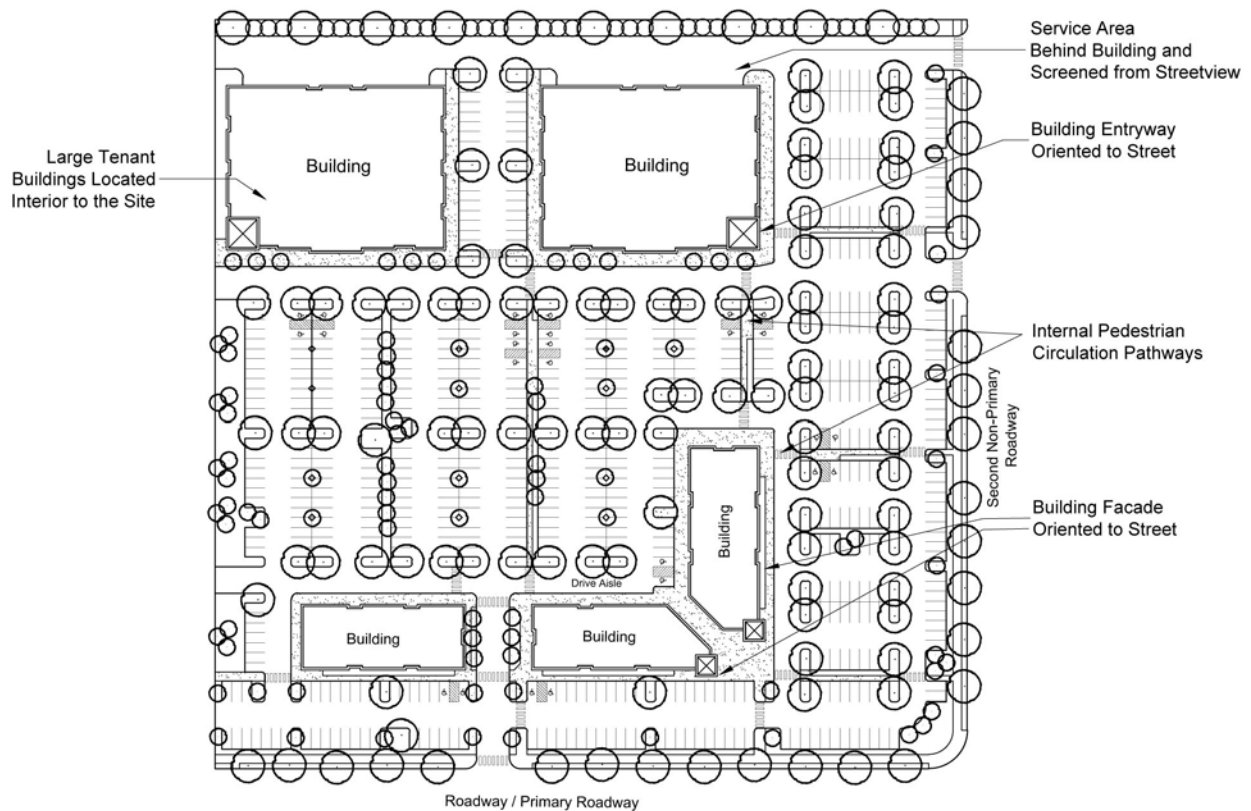 Service Area
Behind Building and
Screened from Streetview
Building Entryway
Oriented to Street
Large Tenant
Buildings Located
Interior to the Site
Building
Building
Internal Pedestrian
Circulation Pathways
Second Non-Primary
Roadway
Building Facade
Oriented to Street
Building
Drive Aisle
Building
Building
Roadway / Primary Roadway